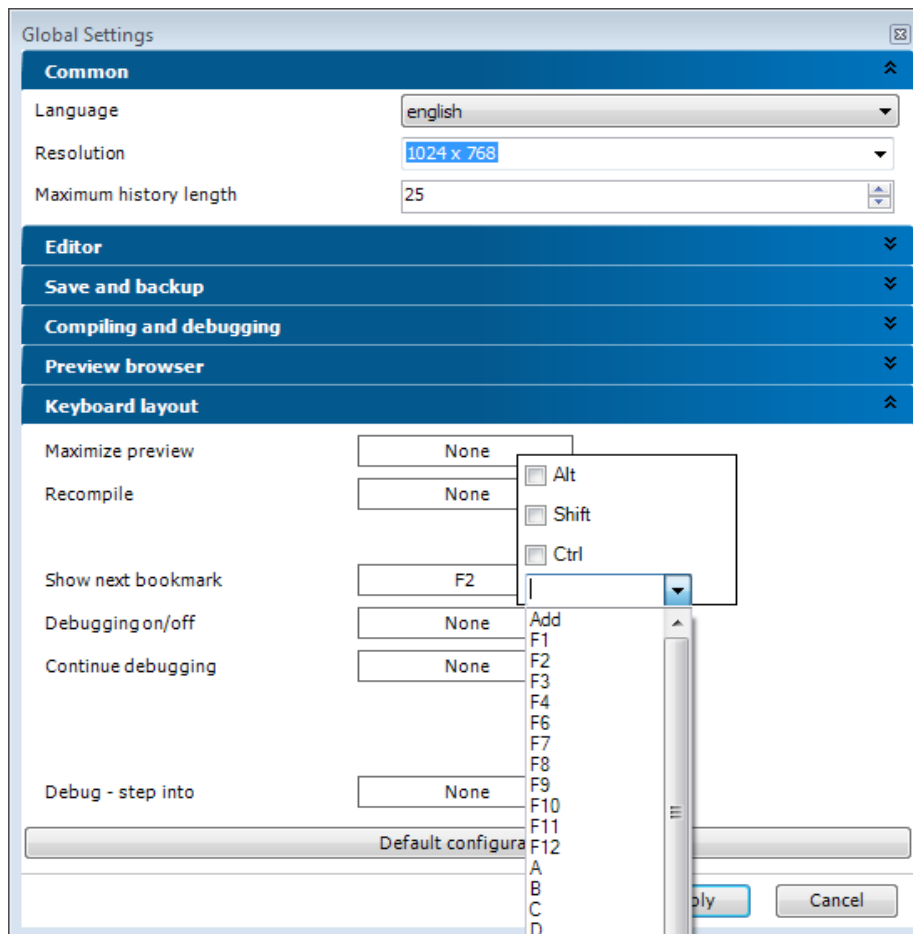 Global Settings
Common
Language english
Resolution 1024 x 768
Maximum history length 25
Editor
Save and backup
Compiling and debugging
Preview browser
Keyboard layout
Maximize preview None
Alt
Recompile None
Shift
Ctrl
Show next bookmark F2
Debugging on/off None
Add
F1
Continue debugging None
F2
F3
F4
F6
F7
F8
F9
Debug - step into None
F10
F11
Default configura
F12
A
B
C
D
Cancel